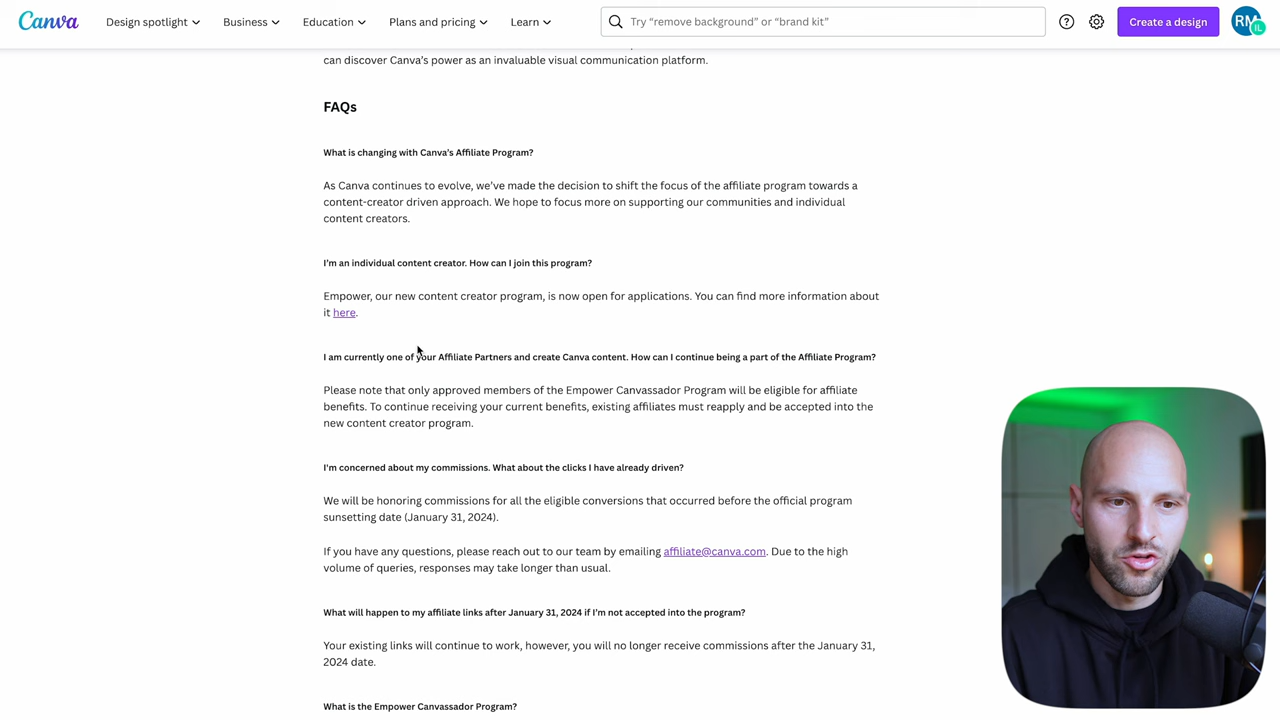 Canva
Design spotlight
Business
Education
Plans and pricing
Learn
Try “remove background” or “brand kit”
Create a design
RM
IL
can discover Canva’s power as an invaluable visual communication platform.
FAQs
What is changing with Canva’s Affiliate Program?
As Canva continues to evolve, we’ve made the decision to shift the focus of the affiliate program towards a
content-creator driven approach. We hope to focus more on supporting our communities and individual
content creators.
I’m an individual content creator. How can I join this program?
Empower, our new content creator program, is now open for applications. You can find more information about
it here.
I am currently one of your Affiliate Partners and create Canva content. How can I continue being a part of the Affiliate Program?
Please note that only approved members of the Empower Canvassador Program will be eligible for affiliate
benefits. To continue receiving your current benefits, existing affiliates must reapply and be accepted into the
new content creator program.
I'm concerned about my commissions. What about the clicks I have already driven?
We will be honoring commissions for all the eligible conversions that occurred before the official program
sunsetting date (January 31, 2024).
If you have any questions, please reach out to our team by emailing affiliate@canva.com. Due to the high
volume of queries, responses may take longer than usual.
What will happen to my affiliate links after January 31, 2024 if I’m not accepted into the program?
Your existing links will continue to work, however, you will no longer receive commissions after the January 31,
2024 date.
What is the Empower Canvassador Program?